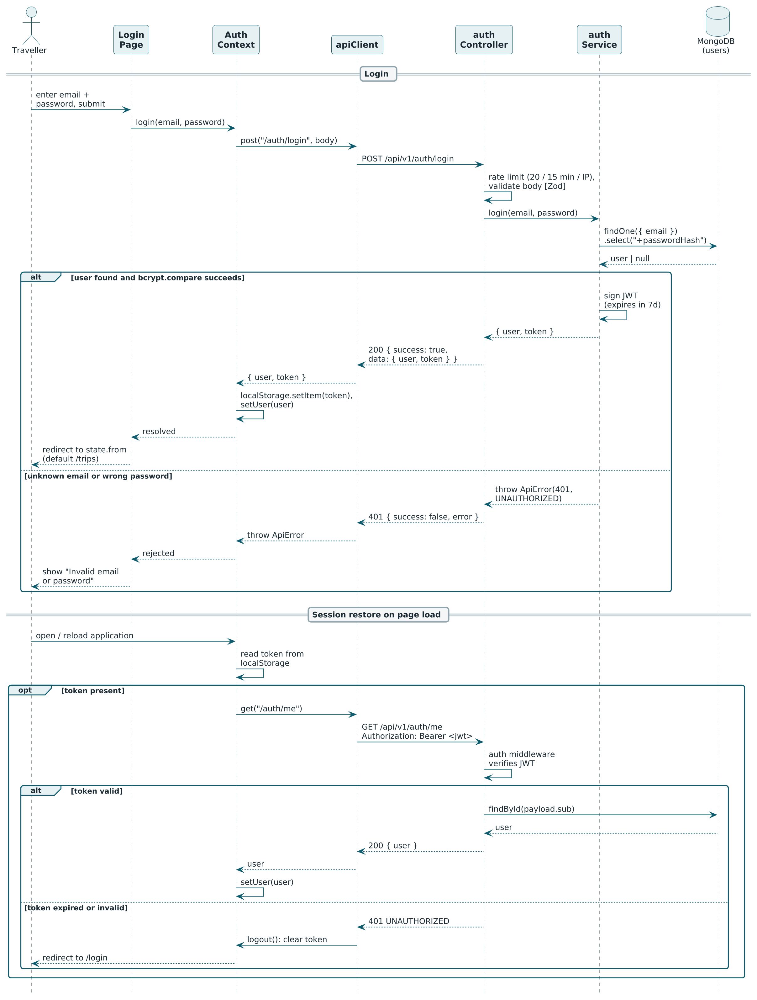 Traveller
Login
Page
Auth
Context
apiClient
auth
Controller
auth
Service
MongoDB
(users)
Login
enter email +
password, submit
login(email, password)
post("/auth/login", body)
POST /api/v1/auth/login
rate limit (20 / 15 min / IP),
validate body [Zod]
login(email, password)
findOne({ email })
.select("+passwordHash")
user | null
alt [user found and bcrypt.compare succeeds]
sign JWT
(expires in 7d)
{ user, token }
200 { success: true,
data: { user, token } }
{ user, token }
localStorage.setItem(token),
setUser(user)
resolved
redirect to state.from
(default /trips)
[unknown email or wrong password]
throw ApiError(401,
UNAUTHORIZED)
401 { success: false, error }
throw ApiError
rejected
show "Invalid email
or password"
Session restore on page load
open / reload application
read token from
localStorage
opt [token present]
get("/auth/me")
GET /api/v1/auth/me
Authorization: Bearer <jwt>
auth middleware
verifies JWT
alt [token valid]
findById(payload.sub)
user
200 { user }
user
setUser(user)
[token expired or invalid]
401 UNAUTHORIZED
logout(): clear token
redirect to /login